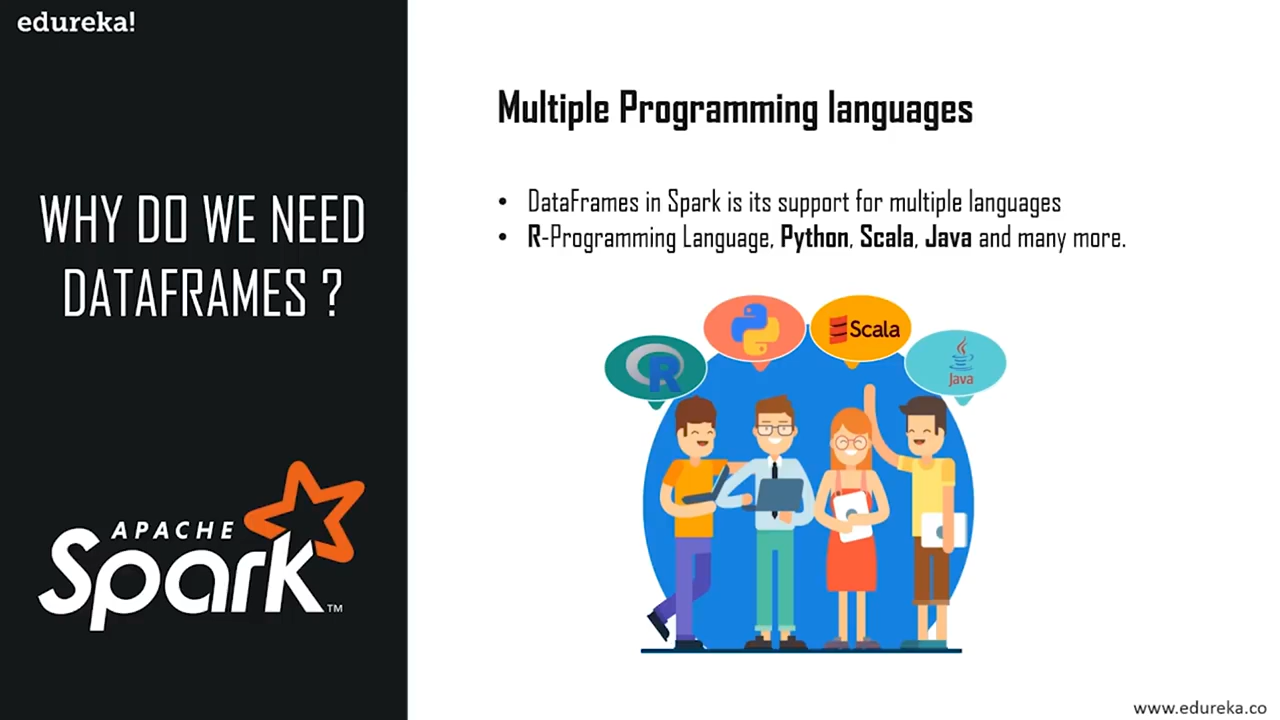 edureka!
WHY DO WE NEED
DATAFRAMES ?
APACHE
Spark™
Multiple Programming languages
• DataFrames in Spark is its support for multiple languages
• R-Programming Language, Python, Scala, Java and many more.
R
Scala
Java
www.edureka.co